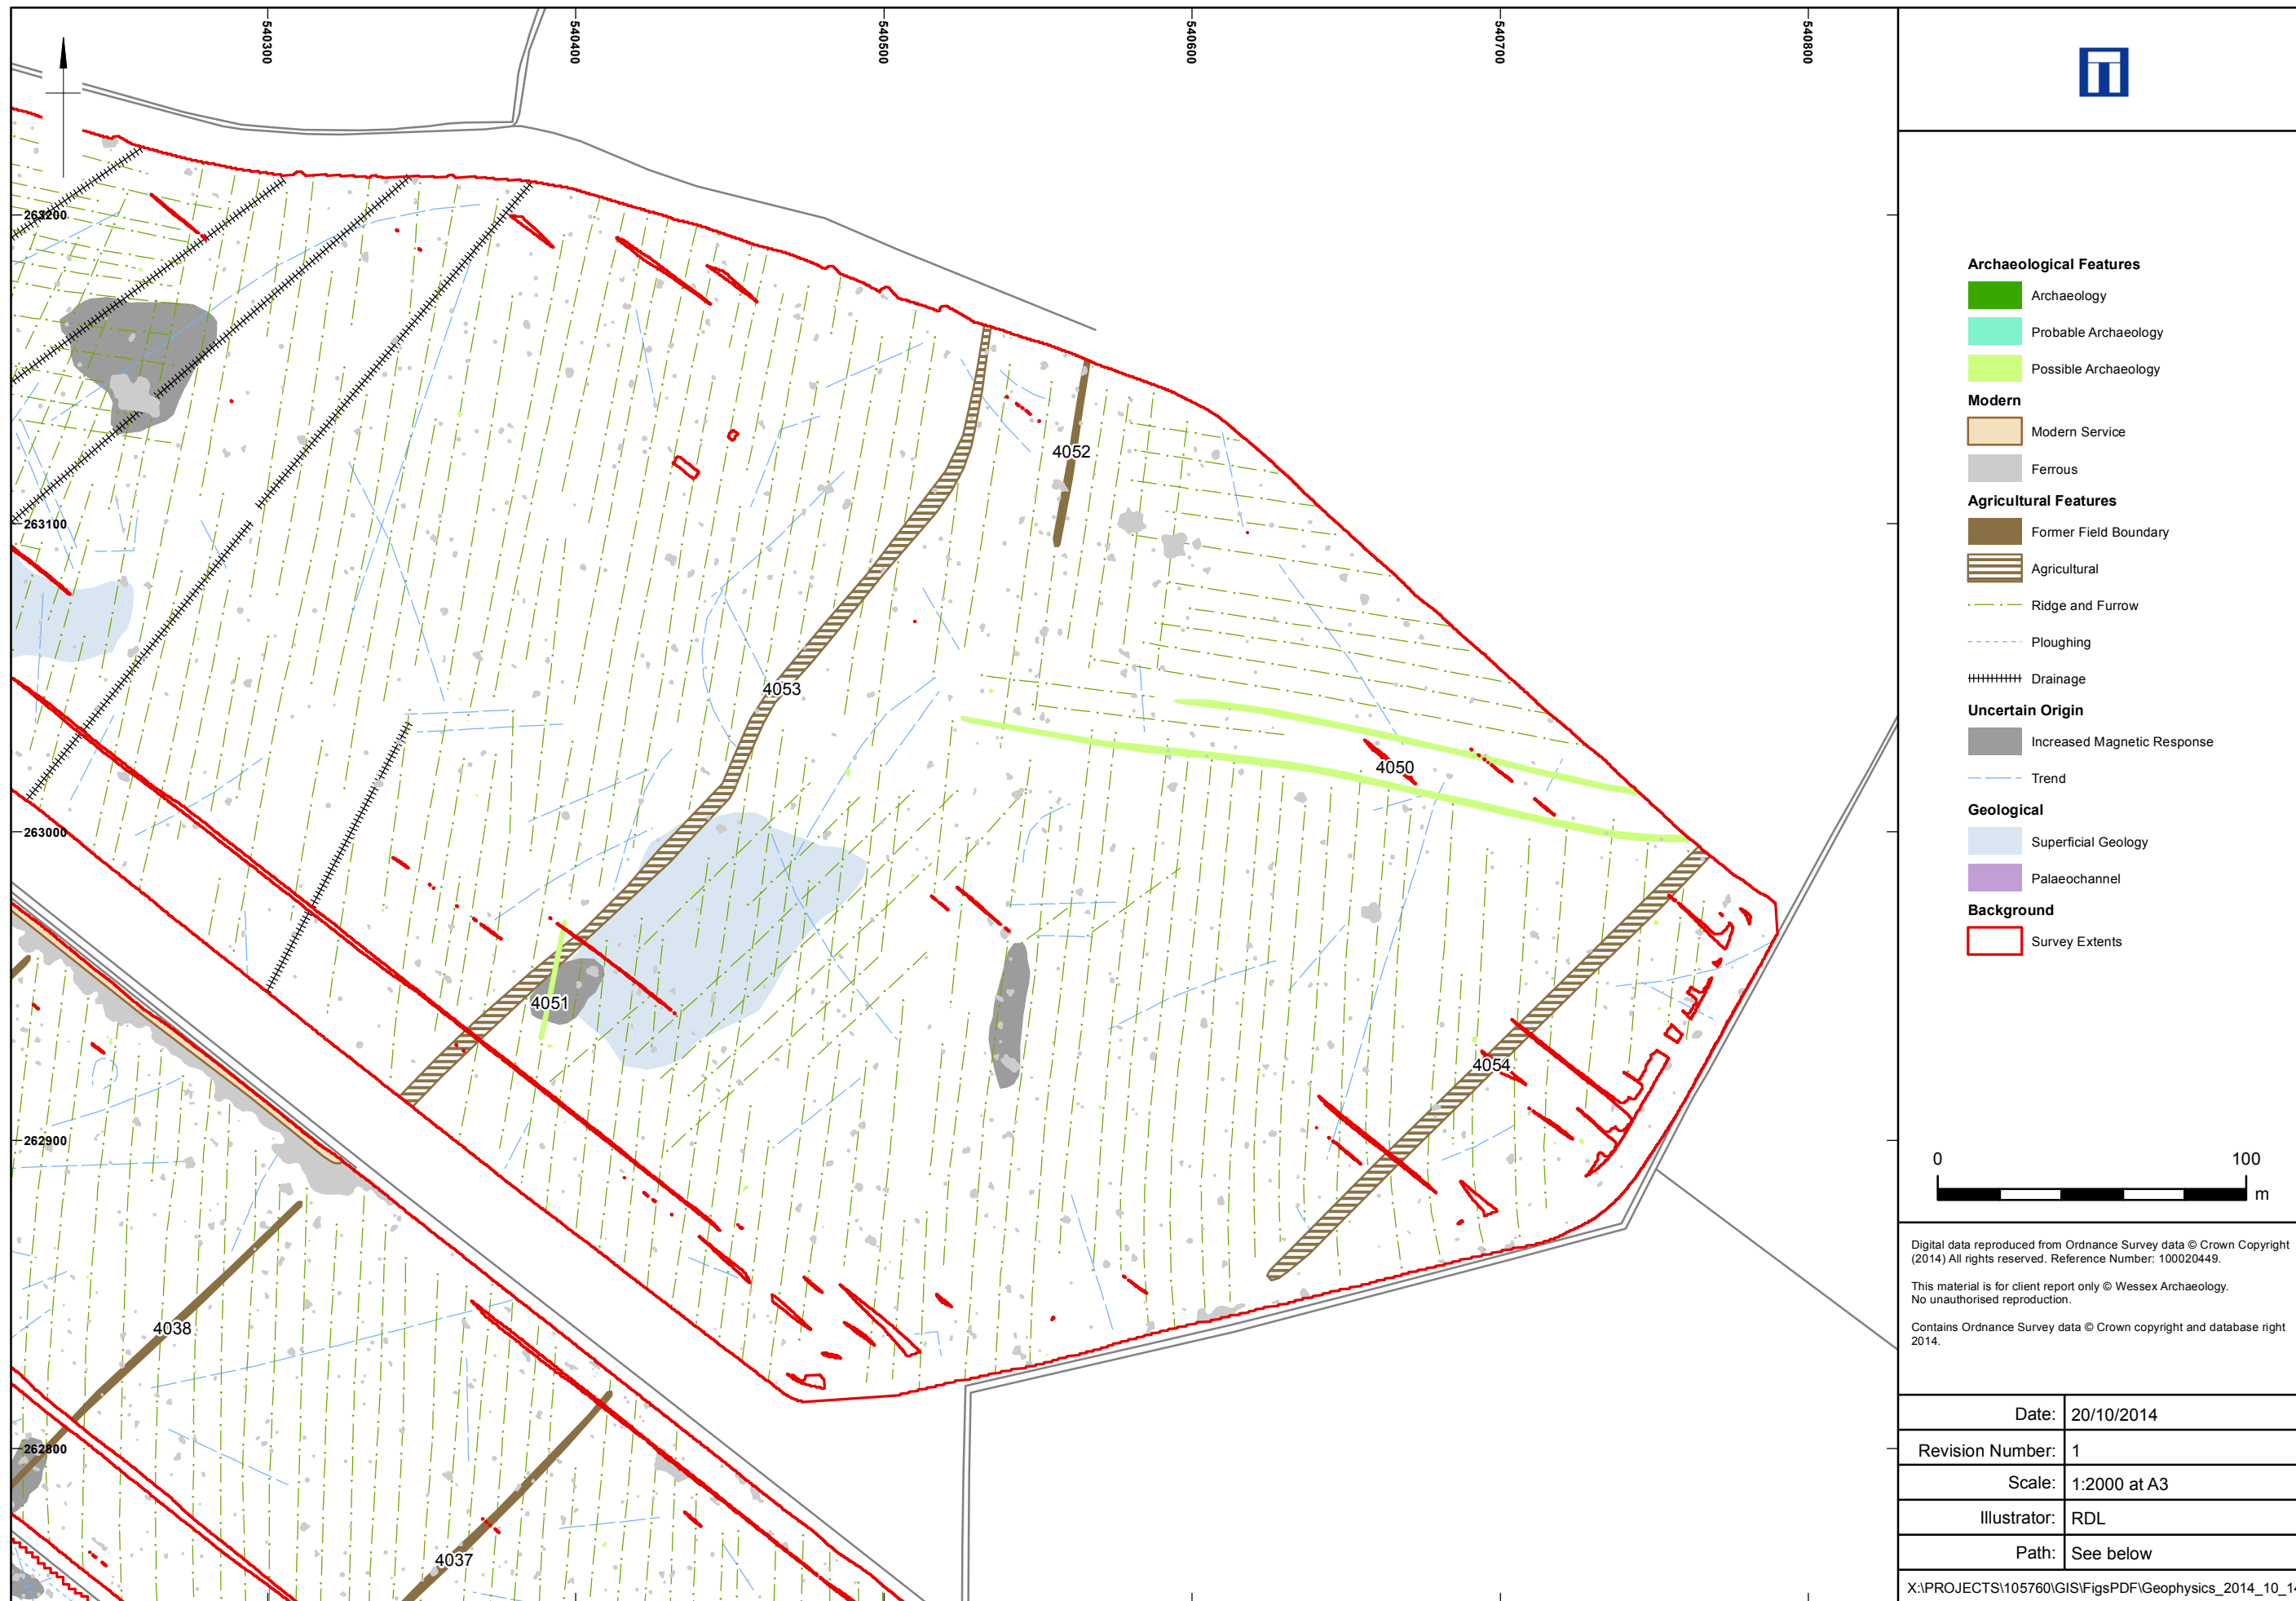 540300
540400
540500
540600
540700
540800
263200
263100
263000
262900
262800
4052
4053
4050
4051
4054
4038
4037
Archaeological Features
Archaeology
Probable Archaeology
Possible Archaeology
Modern
Modern Service
Ferrous
Agricultural Features
Former Field Boundary
Agricultural
Ridge and Furrow
Ploughing
Drainage
Uncertain Origin
Increased Magnetic Response
Trend
Geological
Superficial Geology
Palaeochannel
Background
Survey Extents
0 100
m
Digital data reproduced from Ordnance Survey data © Crown Copyright
(2014) All rights reserved. Reference Number: 100020449.
This material is for client report only © Wessex Archaeology.
No unauthorised reproduction.
Contains Ordnance Survey data © Crown copyright and database right
2014.
Date: 20/10/2014
Revision Number: 1
Scale: 1:2000 at A3
Illustrator: RDL
Path: See below
X:\PROJECTS\105760\GIS\FigsPDF\Geophysics_2014_10_14